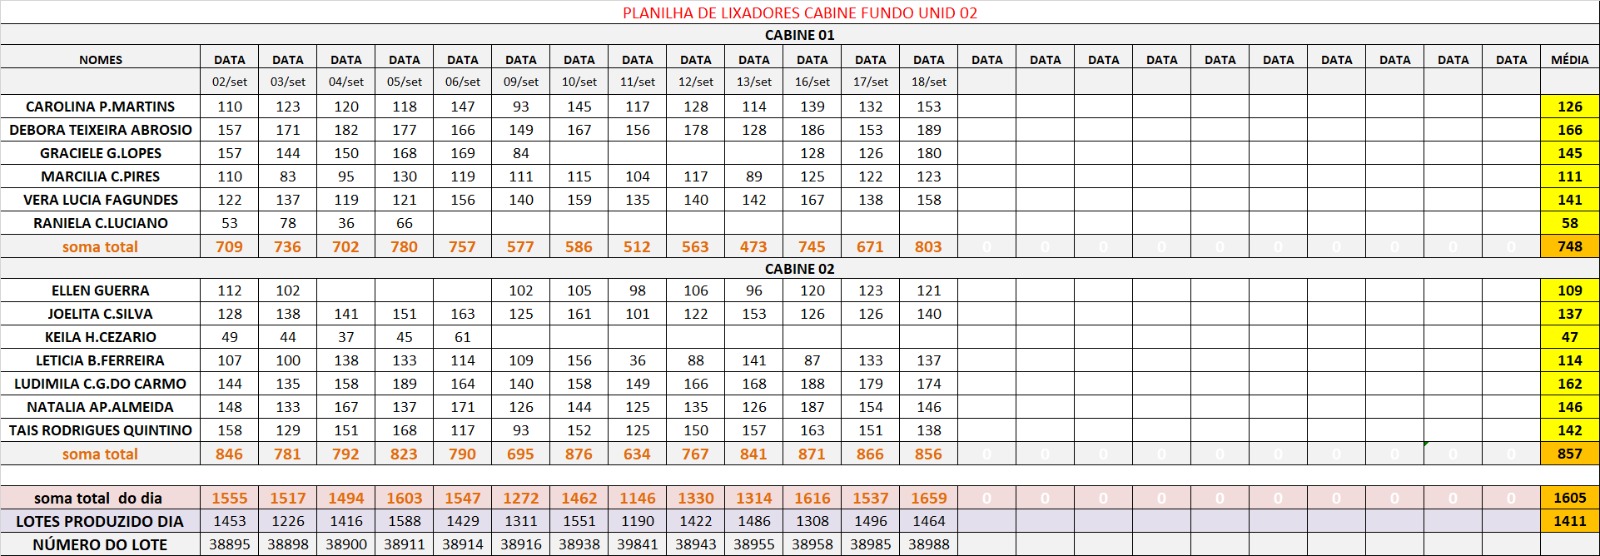 PLANILHA DE LIXADORES CABINE FUNDO UNID 02
CABINE 01
NOMES DATA DATA DATA DATA DATA DATA DATA DATA DATA DATA DATA DATA DATA DATA DATA DATA DATA DATA DATA DATA DATA DATA DATA MÉDIA
02/set 03/set 04/set 05/set 06/set 09/set 10/set 11/set 12/set 13/set 16/set 17/set 18/set
CAROLINA P.MARTINS 110 123 120 118 147 93 145 117 128 114 139 132 153 126
DEBORA TEIXEIRA ABROSIO 157 171 182 177 166 149 167 156 178 128 186 153 189 166
GRACIELE G.LOPES 157 144 150 168 169 84 128 126 180 145
MARCILIA C.PIRES 110 83 95 130 119 111 115 104 117 89 125 122 123 111
VERA LUCIA FAGUNDES 122 137 119 121 156 140 159 135 140 142 167 138 158 141
RANIELA C.LUCIANO 53 78 36 66 58
soma total 709 736 702 780 757 577 586 512 563 473 745 671 803 0 0 0 0 0 0 0 0 0 0 748
CABINE 02
ELLEN GUERRA 112 102 102 105 98 106 96 120 123 121 109
JOELITA C.SILVA 128 138 141 151 163 125 161 101 122 153 126 126 140 137
KEILA H.CEZARIO 49 44 37 45 61 47
LETICIA B.FERREIRA 107 100 138 133 114 109 156 36 88 141 87 133 137 114
LUDIMILA C.G.DO CARMO 144 135 158 189 164 140 158 149 166 168 188 179 174 162
NATALIA AP.ALMEIDA 148 133 167 137 171 126 144 125 135 126 187 154 146 146
TAIS RODRIGUES QUINTINO 158 129 151 168 117 93 152 125 150 157 163 151 138 142
soma total 846 781 792 823 790 695 876 634 767 841 871 866 856 0 0 0 0 0 0 0 0 0 0 857
soma total do dia 1555 1517 1494 1603 1547 1272 1462 1146 1330 1314 1616 1537 1659 0 0 0 0 0 0 0 0 0 0 1605
LOTES PRODUZIDO DIA 1453 1226 1416 1588 1429 1311 1551 1190 1422 1486 1308 1496 1464 1411
NÚMERO DO LOTE 38895 38898 38900 38911 38914 38916 38938 39841 38943 38955 38958 38985 38988